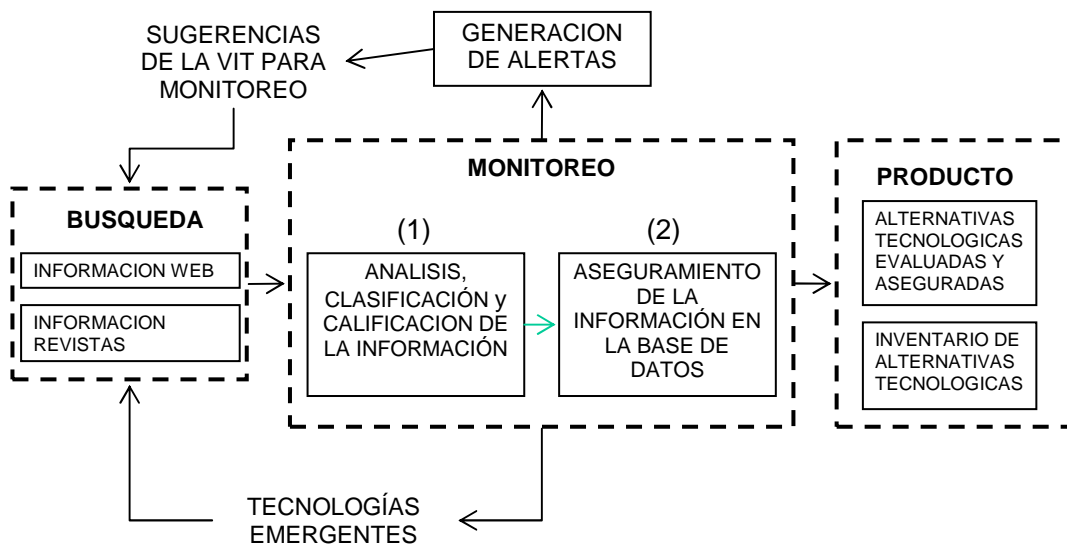 SUGERENCIAS
DE LA VIT PARA
MONITOREO
GENERACION
DE ALERTAS
BUSQUEDA
INFORMACION WEB
INFORMACION
REVISTAS
MONITOREO
(1)
ANALISIS,
CLASIFICACIÓN y
CALIFICACION DE
LA INFORMACIÓN
(2)
ASEGURAMIENTO
DE LA
INFORMACIÓN EN
LA BASE DE
DATOS
PRODUCTO
ALTERNATIVAS
TECNOLOGICAS
EVALUADAS Y
ASEGURADAS
INVENTARIO DE
ALTERNATIVAS
TECNOLOGICAS
TECNOLOGÍAS
EMERGENTES